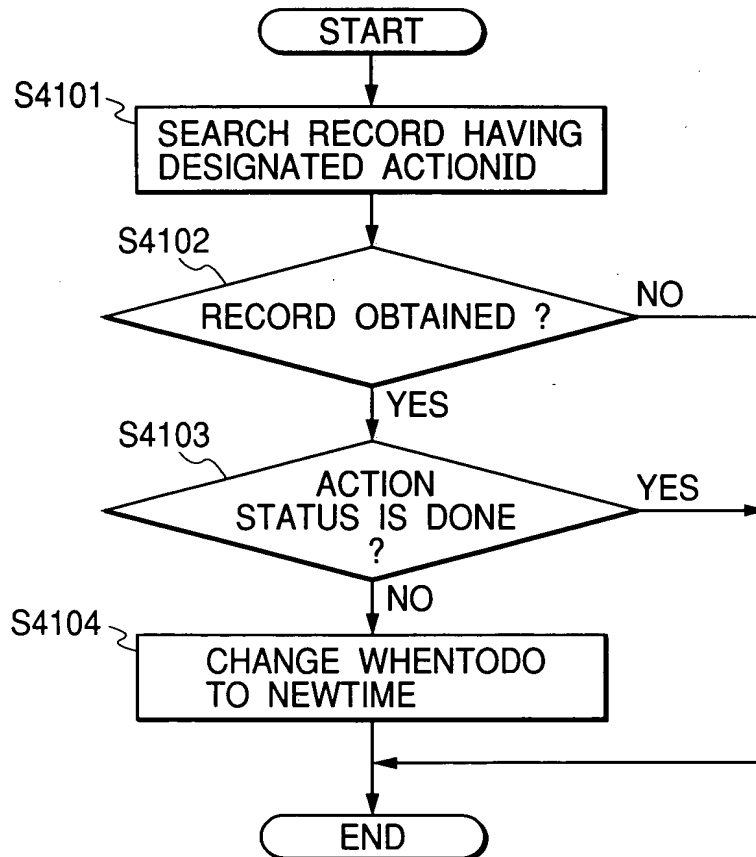 START
S4101
SEARCH RECORD HAVING
DESIGNATED ACTIONID
S4102
RECORD OBTAINED ?
NO
YES
S4103
ACTION
STATUS IS DONE
?
YES
NO
S4104
CHANGE WHENTODO
TO NEWTIME
END